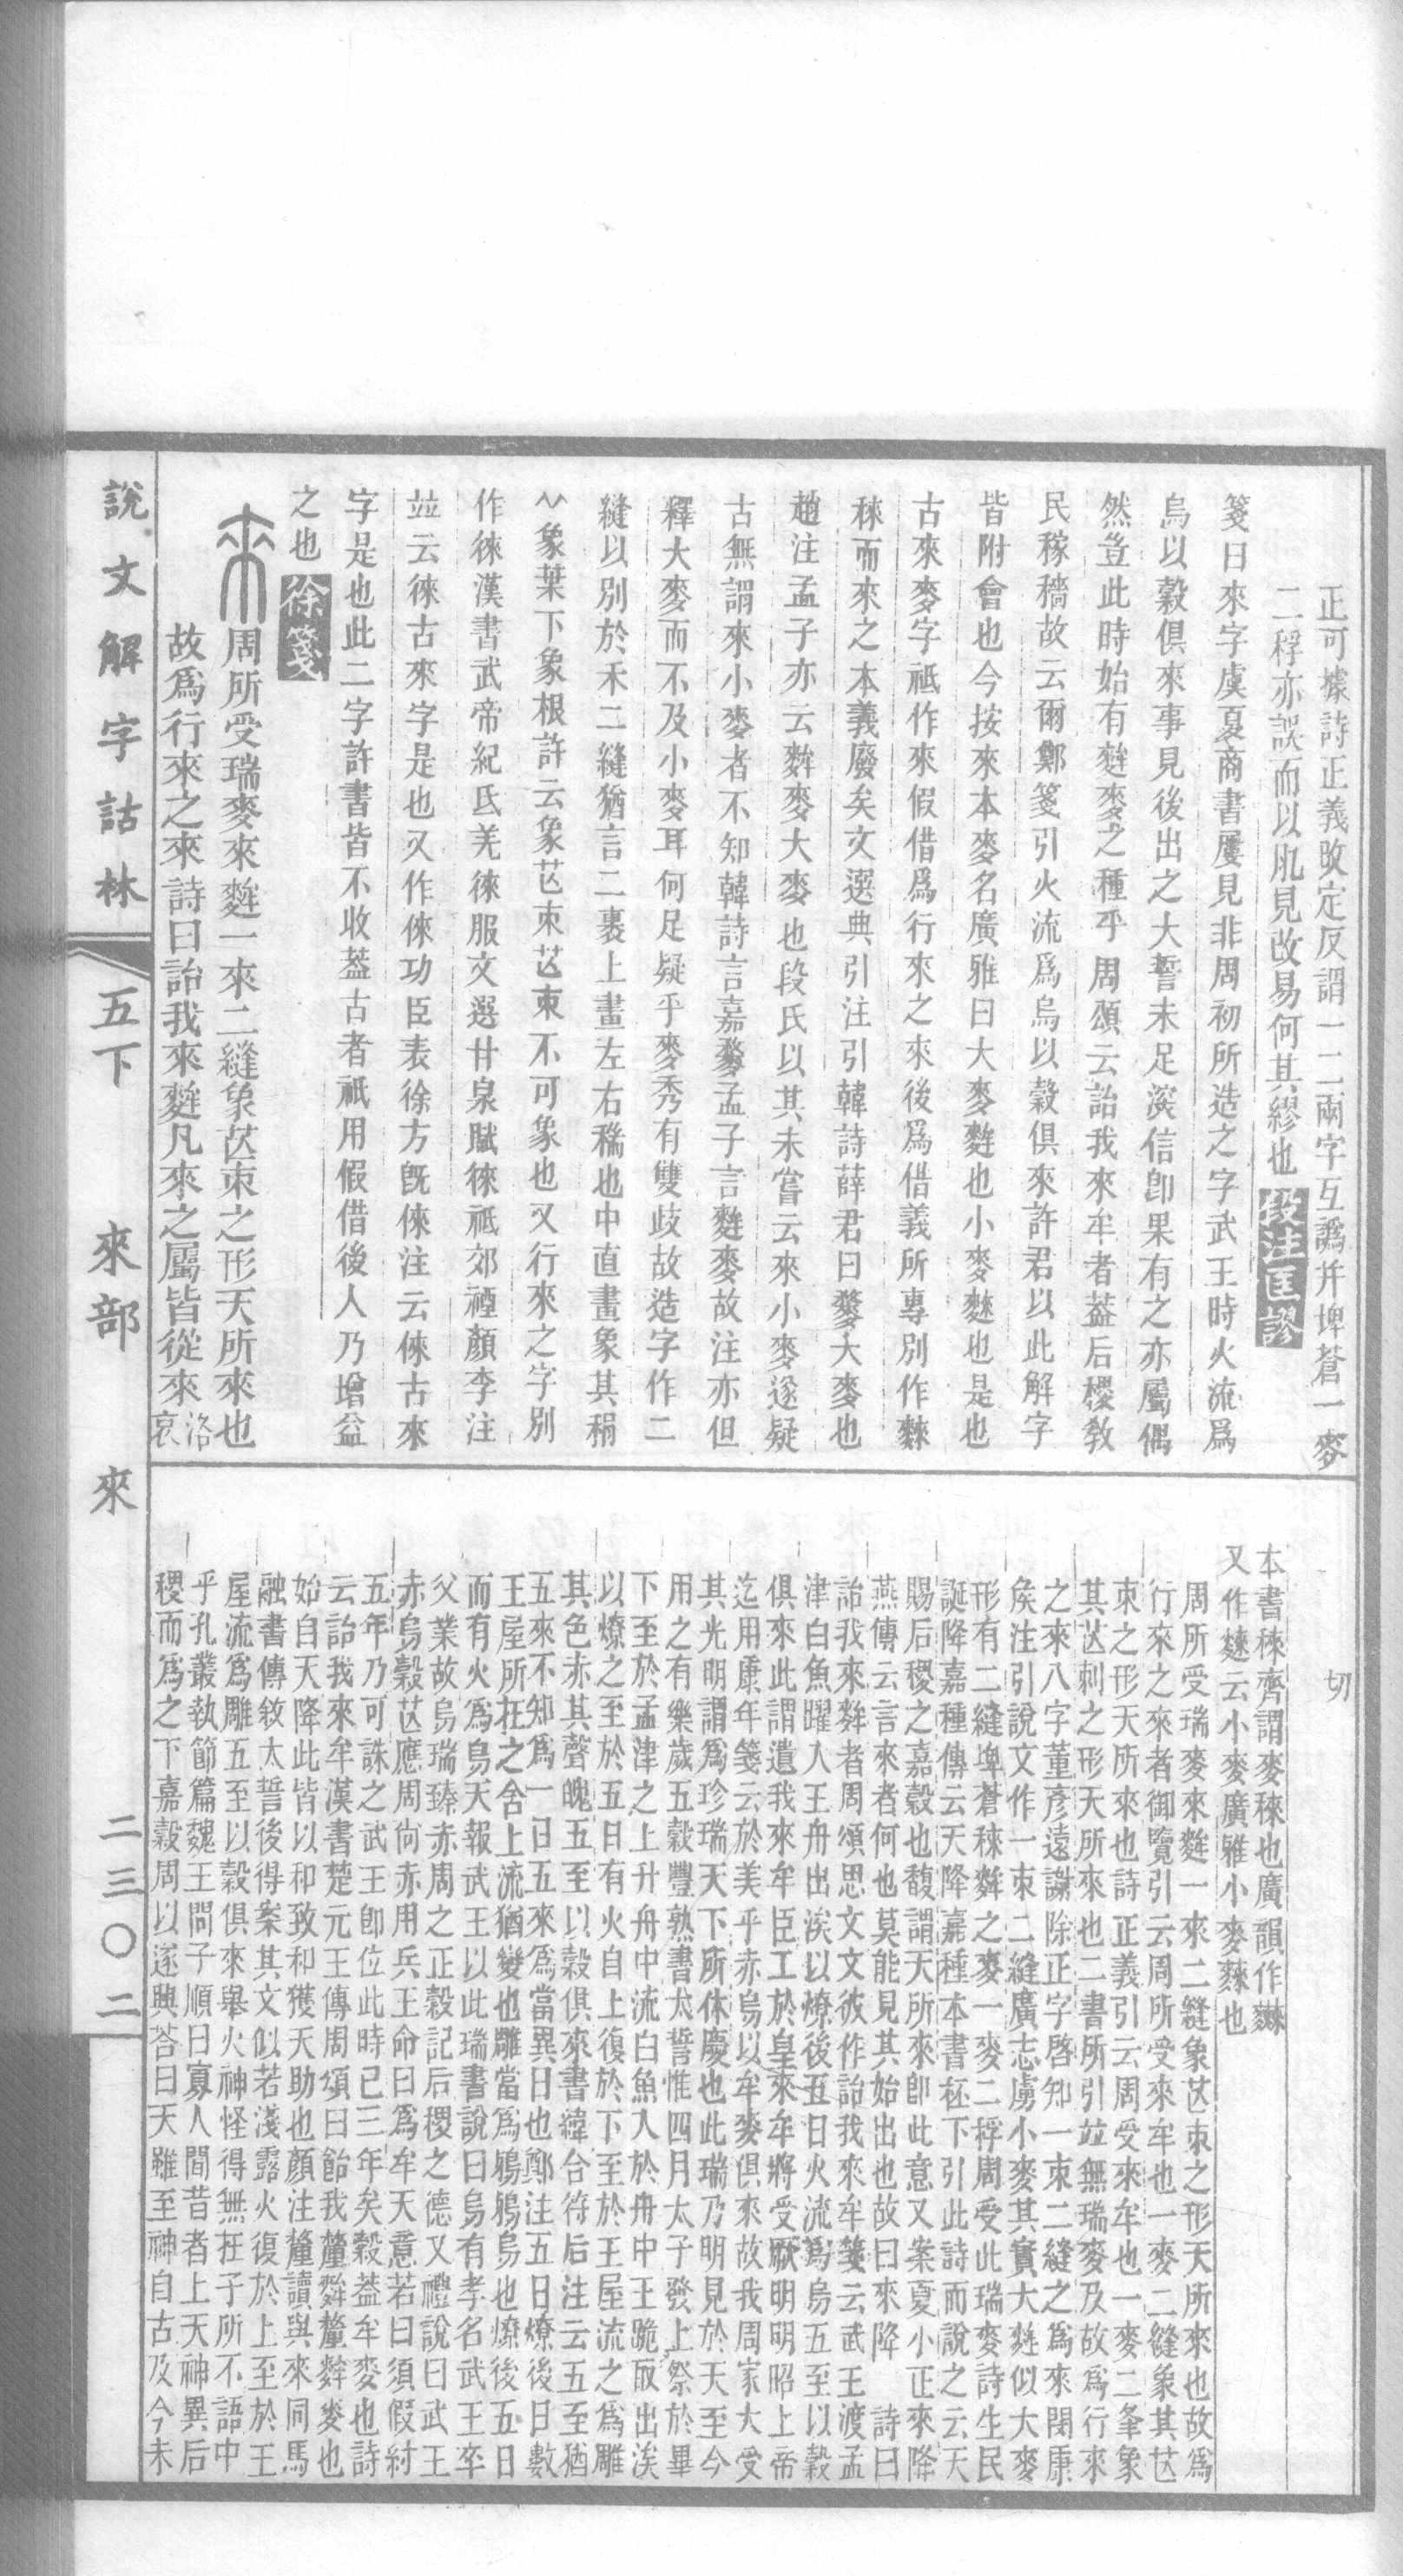 正可據詩正義攺定反謂一二兩字互譌并埤蒼一麥
二稃亦誤而以肊見改易何其繆也段注匡謬
箋曰來字虞夏商書屢見非周初所造之字武王時火流爲
烏以穀俱來事見後出之大誓未足深信卽果有之亦屬偶
然豈此時始有麰麥之種乎周頌云詒我來牟者葢后稷敎
民稼穡故云爾鄭箋引火流爲烏以穀俱來許君以此解字
皆附會也今按來本麥名廣雅曰大麥麰也小麥䅘也是也
古來麥字祗作來假借爲行來之來後爲借義所專別作䅘
秾而來之本義廢矣文選典引注引韓詩薛君曰麰大麥也
趙注孟子亦云麰麥大麥也段氏以其未嘗云來小麥遂疑
古無謂來小麥者不知韓詩言嘉麰孟子言麰麥故注亦但
釋大麥而不及小麥耳何足疑乎麥秀有雙歧故造字作二
縫以別於禾二縫猶言二裹上畫左右穤也中直畫象其稍
象葉下象根許云象芒朿芒朿不可象也又行來之字別
作徠漢書武帝紀氐羌徠服文選甘泉賦徠祗郊禋顏李注
竝云徠古來字是也又作倈功臣表徐方旣倈注云倈古來
字是也此二字許書皆不收葢古者祗用假借後人乃增益
之也徐箋
來周所受瑞麥來麰一來二縫象芒朿之形天所來也
故爲行來之來詩曰詒我來麰凡來之屬皆從來洛哀
切
本書秾齊謂麥秾也廣韻作䅘
又作䅘云小麥廣雅小麥䅘也
周所受瑞麥來麰一來二縫象芒朿之形天所來也故爲
行來之來者御覽引云周所受來牟也一麥二縫象其芒
朿之形天所來也詩正義引云周受來牟也一麥二夆象
其芒刺之形天所來也二書所引竝無瑞麥及故爲行來
之來八字董彥遠謝除正字啓知一朿二縫之爲來閔康
矦注引說文作一朿二縫廣志虜小麥其實大麰似大麥
形有二縫埤蒼秾麰之麥一麥二稃周受此瑞麥詩生民
誕降嘉種傳云天降嘉種本書秠下引此詩而說之云天
賜后稷之嘉穀也馥謂天所來卽此意又案夏小正來降
燕傳云言來者何也莫能見其始出也故曰來降　詩曰
詒我來麰者周頌思文文彼作詒我來牟箋云武王渡孟
津白魚躍入王舟出涘以燎後五日火流爲烏五至以穀
俱來此謂遺我來牟臣工於皇來牟將受厥明明昭上帝
迄用康年箋云於美乎赤烏以牟麥俱來故我周家大受
其光明謂爲珍瑞天下所休慶也此瑞乃明見於天至今
用之有樂歲五穀豐熟書太誓惟四月太子發上祭於畢
下至於孟津之上升舟中流白魚入於舟中王跪取出涘
以燎之至於五日有火自上復於下至於王屋流之爲雕
其色赤其聲魄五至以穀俱來書緯合符后注云五至猶
五來不知爲一日五來爲當異日也鄭注五日燎後日數
王屋所在之舍上流猶變也雕當爲鴉鴉烏也燎後五日
而有火爲烏天報武王以此瑞書說曰烏有孝名武王卒
父業故烏瑞臻赤周之正穀記后稷之德又禮說曰武王
赤烏穀芒應周尙赤用兵王命曰爲牟天意若曰須假紂
五年乃可誅之武王卽位此時已三年矣穀葢牟麥也詩
云詒我來牟漢書楚元王傳周頌曰飴我釐麰釐麰麥也
始自天降此皆以和致和獲天助也顏注釐讀與來同馬
融書傳敘太誓後得案其文似若淺露火復於上至於王
屋流爲雕五至以穀俱來舉火神怪得無在子所不語中
乎孔叢執節篇魏王問子順曰寡人聞昔者上天神異后
稷而爲之下嘉穀周以遂興荅曰天雖至神自古及今未
說文解字詁林　五下　來部　來　二三〇二